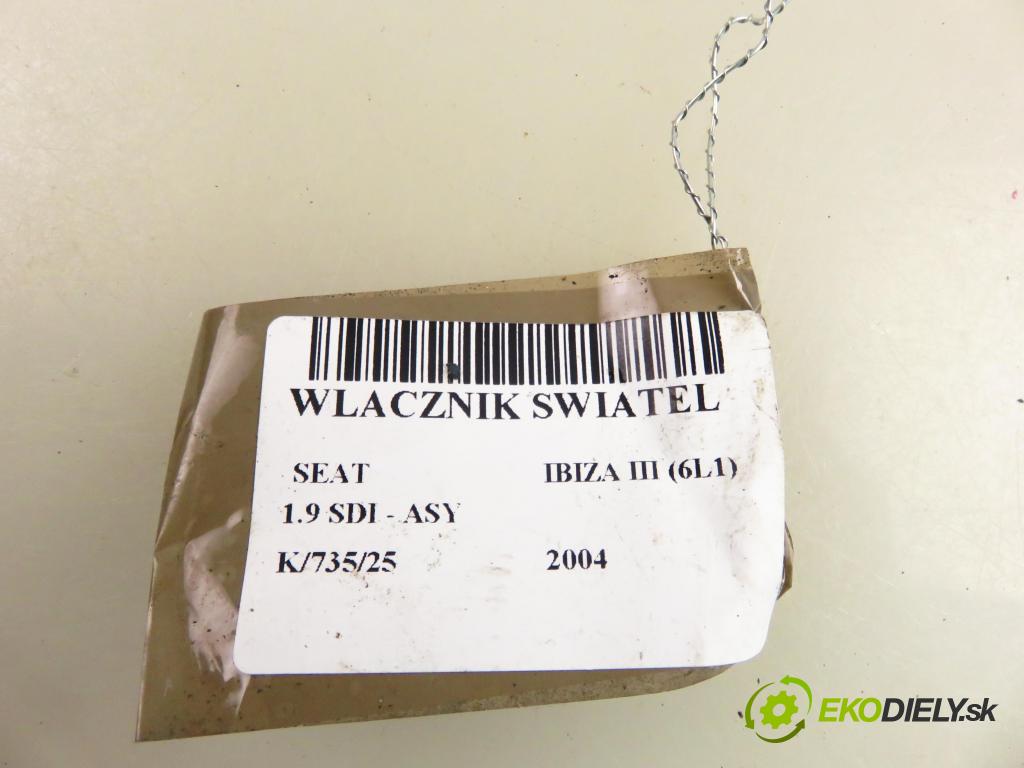 WLACZNIK SWIATEL
SEAT IBIZA III (6L1)
1.9 SDI - ASY
K/735/25 2004
EKODIELY.sk